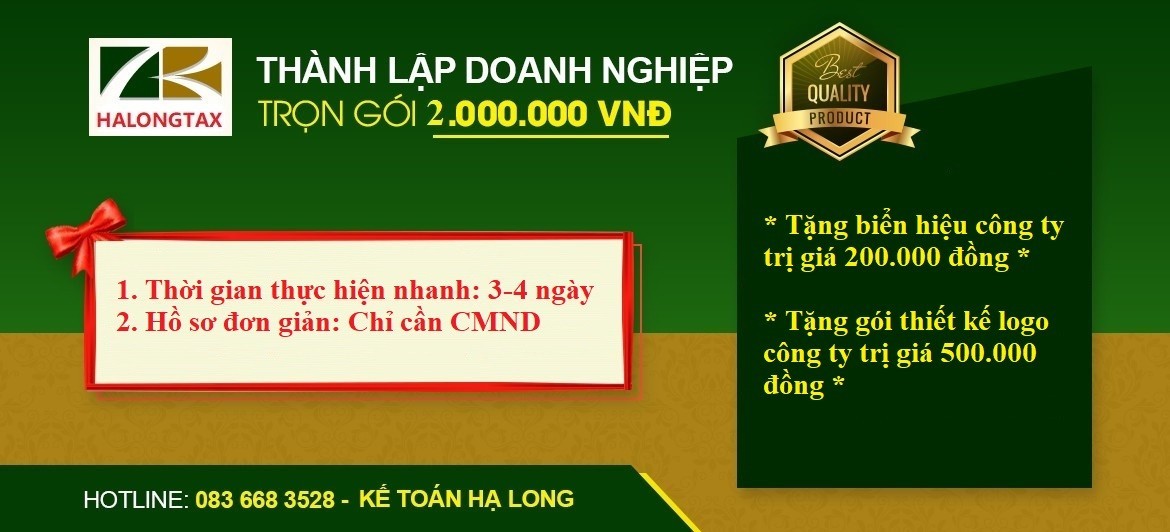 HALONGTAX
THÀNH LẬP DOANH NGHIỆP
TRỌN GÓI 2.000.000 VNĐ
Best
QUALITY
PRODUCT
1. Thời gian thực hiện nhanh: 3-4 ngày
2. Hồ sơ đơn giản: Chỉ cần CMND
* Tặng biển hiệu công ty
trị giá 200.000 đồng *
* Tặng gói thiết kế logo
công ty trị giá 500.000
đồng *
HOTLINE: 083 668 3528 - KẾ TOÁN HẠ LONG